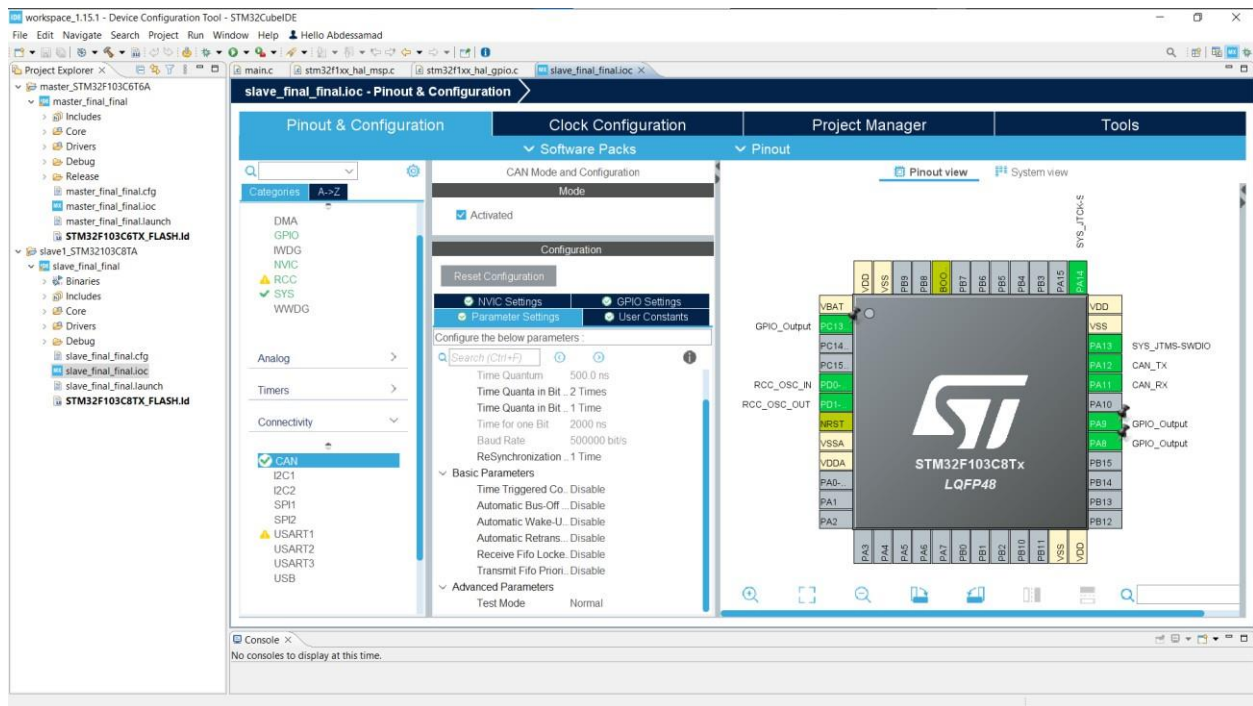 workspace_1.15.1 - Device Configuration Tool - STM32CubeIDE
File Edit Navigate Search Project Run Window Help Hello Abdessamad
Project Explorer
main.c stm32f1xx_hal_msp.c stm32f1xx_hal_gpio.c slave_final_final.ioc
master_STM32F103C6T6A
master_final_final
Includes
Core
Drivers
Debug
Release
master_final_final.cfg
master_final_final.ioc
master_final_final.launch
STM32F103C6TX_FLASH.ld
slave1_STM32103C8TA
slave_final_final
Binaries
Includes
Core
Drivers
Debug
slave_final_final.cfg
slave_final_final.ioc
slave_final_final.launch
STM32F103C8TX_FLASH.ld
slave_final_final.ioc - Pinout & Configuration
Pinout & Configuration Clock Configuration Project Manager Tools
Software Packs Pinout
Categories A->Z
DMA
GPIO
IWDG
NVIC
RCC
SYS
WWDG
Analog
Timers
Connectivity
CAN
I2C1
I2C2
SPI1
SPI2
USART1
USART2
USART3
USB
CAN Mode and Configuration
Mode
Activated
Configuration
Reset Configuration
NVIC Settings GPIO Settings
Parameter Settings User Constants
Configure the below parameters :
Search (Ctrl+F)
Time Quantum 500.0 ns
Time Quanta in Bit ... 2 Times
Time Quanta in Bit ... 1 Time
Time for one Bit 2000 ns
Baud Rate 500000 bit/s
ReSynchronization ... 1 Time
Basic Parameters
Time Triggered Co... Disable
Automatic Bus-Off ... Disable
Automatic Wake-U... Disable
Automatic Retrans... Disable
Receive Fifo Locke... Disable
Transmit Fifo Priori... Disable
Advanced Parameters
Test Mode Normal
Pinout view System view
SYS_JTCK-S
VDD VSS PB9 PB8 BOO... PB7 PB6 PB5 PB4 PB3 PA15 PA14
VBAT VDD
GPIO_Output PC13 VSS
PC14... PA13 SYS_JTMS-SWDIO
PC15... PA12 CAN_TX
RCC_OSC_IN PD0-... PA11 CAN_RX
RCC_OSC_OUT PD1-... PA10
NRST PA9 GPIO_Output
VSSA PA8 GPIO_Output
VDDA PB15
PA0-... PB14
PA1 PB13
PA2 PB12
STM32F103C8Tx
LQFP48
PA3 PA4 PA5 PA6 PA7 PB0 PB1 PB2 PB10 PB11 VSS VDD
Console
No consoles to display at this time.